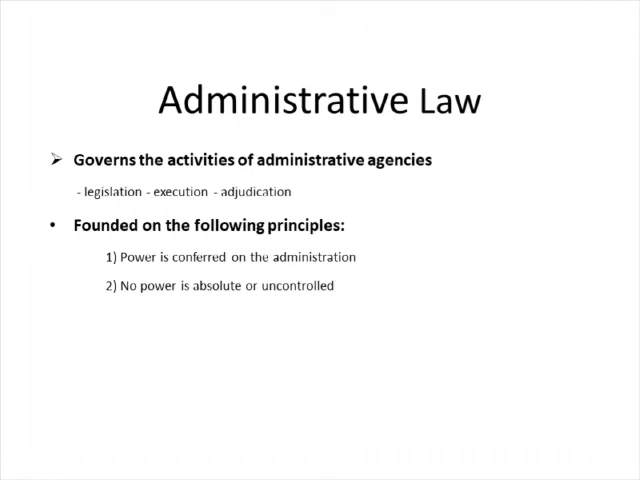 Administrative Law
➢ Governs the activities of administrative agencies
- legislation - execution - adjudication
• Founded on the following principles:
1) Power is conferred on the administration
2) No power is absolute or uncontrolled